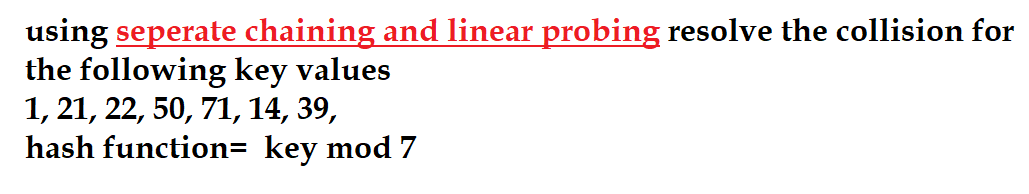 using seperate chaining and linear probing resolve the collision for
the following key values
1, 21, 22, 50, 71, 14, 39,
hash function=  key mod 7